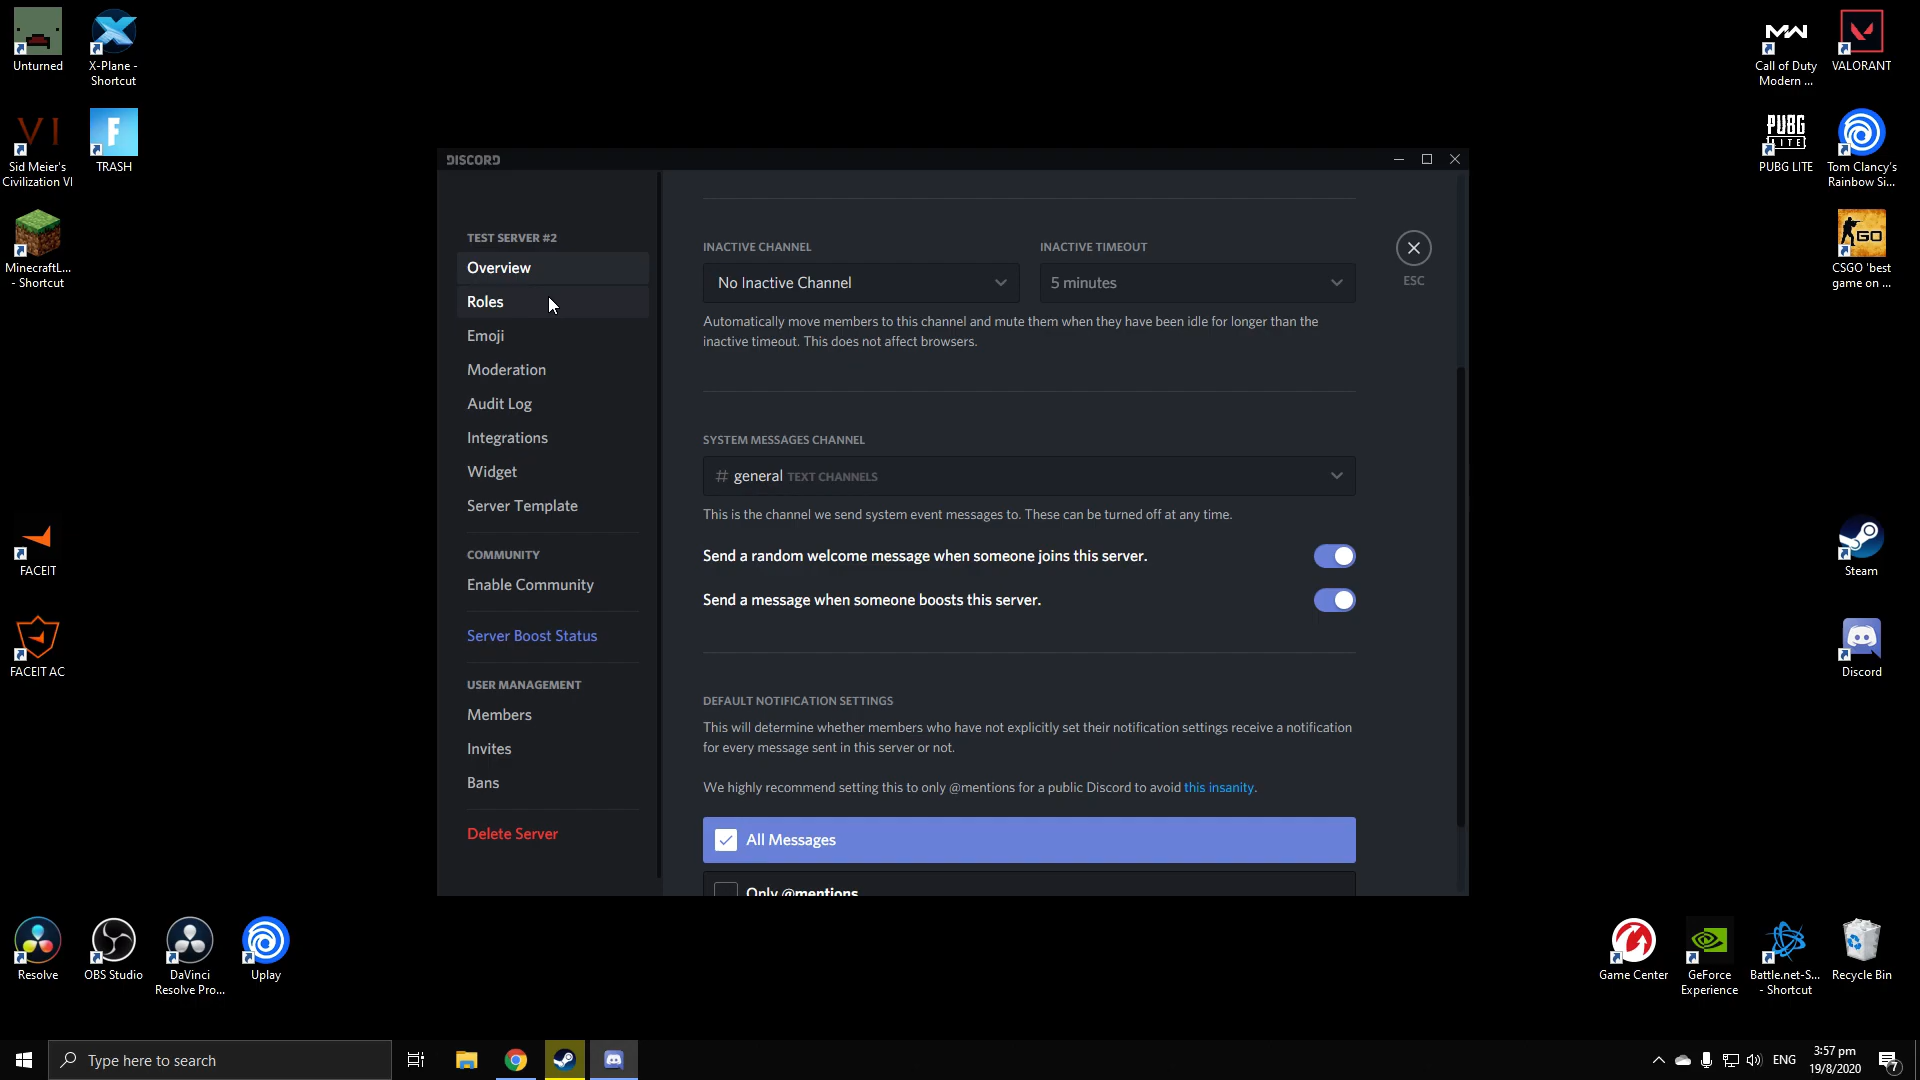 Unturned
X-Plane -
Shortcut
VI
Sid Meier's
Civilization VI
F
TRASH
MinecraftL...
- Shortcut
FACEIT
FACEIT AC
Resolve
OBS Studio
DaVinci
Resolve Pro...
Uplay
DISCORD
TEST SERVER #2
Overview
Roles
Emoji
Moderation
Audit Log
Integrations
Widget
Server Template
COMMUNITY
Enable Community
Server Boost Status
USER MANAGEMENT
Members
Invites
Bans
Delete Server
INACTIVE CHANNEL
No Inactive Channel
INACTIVE TIMEOUT
5 minutes
Automatically move members to this channel and mute them when they have been idle for longer than the
inactive timeout. This does not affect browsers.
ESC
SYSTEM MESSAGES CHANNEL
# general TEXT CHANNELS
This is the channel we send system event messages to. These can be turned off at any time.
Send a random welcome message when someone joins this server.
Send a message when someone boosts this server.
DEFAULT NOTIFICATION SETTINGS
This will determine whether members who have not explicitly set their notification settings receive a notification
for every message sent in this server or not.
We highly recommend setting this to only @mentions for a public Discord to avoid this insanity.
All Messages
Only @mentions
MW
Call of Duty
Modern ...
VALORANT
PUBG
LITE
PUBG LITE
Tom Clancy's
Rainbow Si...
GO
CSGO 'best
game on ...
Steam
Discord
Game Center
GeForce
Experience
Battle.net-S...
- Shortcut
Recycle Bin
Type here to search
ENG
3:57 pm
19/8/2020
7